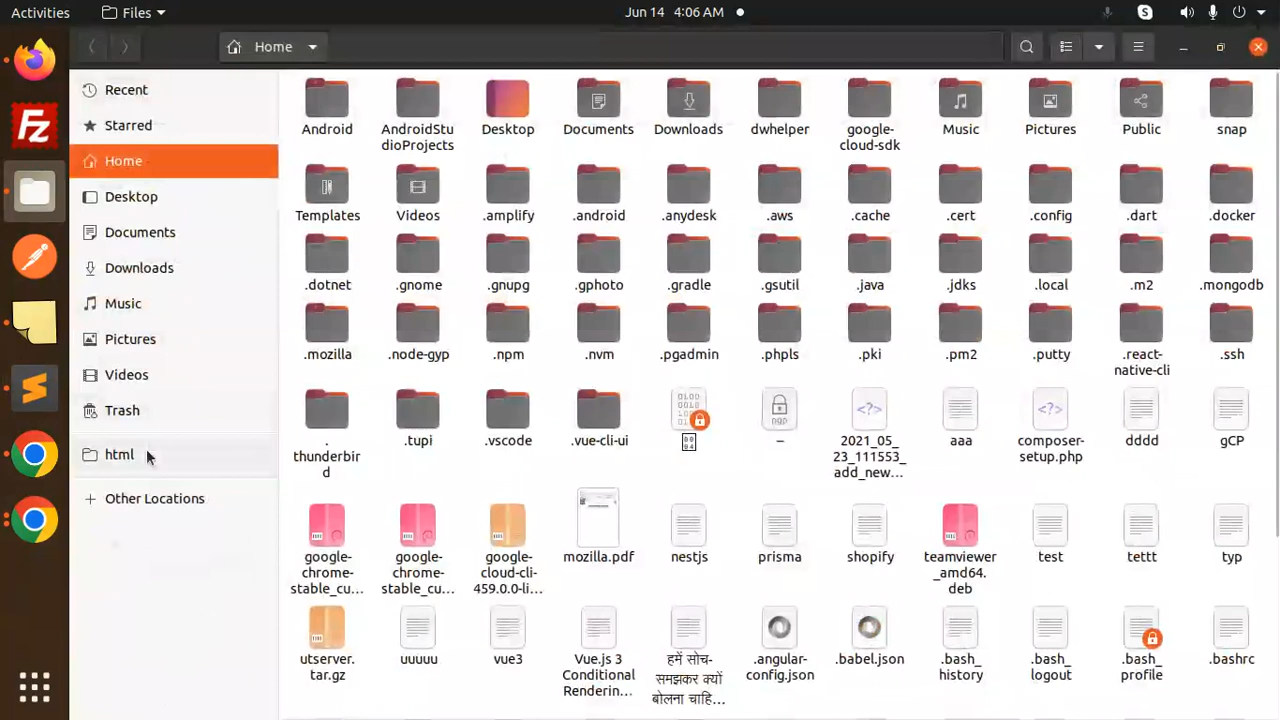 Activities Files Jun 14 4:06 AM
Home
Recent
Starred
Home
Desktop
Documents
Downloads
Music
Pictures
Videos
Trash
html
Other Locations
Android
AndroidStu
dioProjects
Desktop
Documents
Downloads
dwhelper
google-
cloud-sdk
Music
Pictures
Public
snap
Templates
Videos
.amplify
.android
.anydesk
.aws
.cache
.cert
.config
.dart
.docker
.dotnet
.gnome
.gnupg
.gphoto
.gradle
.gsutil
.java
.jdks
.local
.m2
.mongodb
.mozilla
.node-gyp
.npm
.nvm
.pgadmin
.phpls
.pki
.pm2
.putty
.react-
native-cli
.ssh
.
thunderbir
d
.tupi
.vscode
.vue-cli-ui
–
2021_05_
23_111553_
add_new...
aaa
composer-
setup.php
dddd
gCP
google-
chrome-
stable_cu...
google-
chrome-
stable_cu...
google-
cloud-cli-
459.0.0-li...
mozilla.pdf
nestjs
prisma
shopify
teamviewer
_amd64.
deb
test
tettt
typ
utserver.
tar.gz
uuuuu
vue3
Vue.js 3
Conditional
Renderin...
हमें सोच-
समझकर क्यों
बोलना चाहि...
.angular-
config.json
.babel.json
.bash_
history
.bash_
logout
.bash_
profile
.bashrc